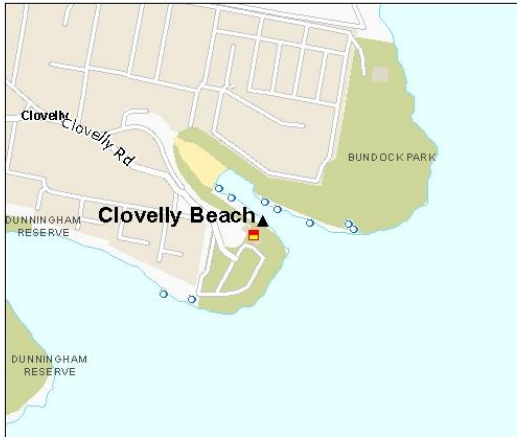 Clovelly
Clovelly Rd
BUNDOCK PARK
Clovelly Beach
DUNNINGHAM
RESERVE
DUNNINGHAM
RESERVE